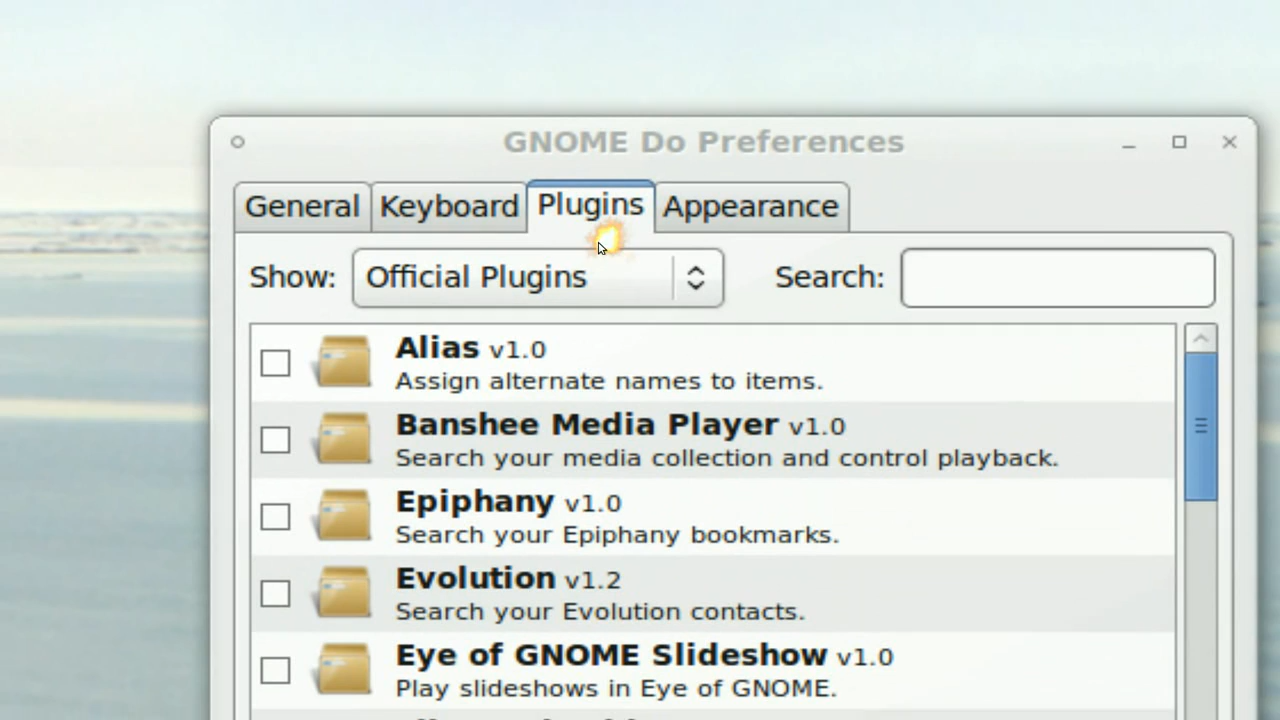 GNOME Do Preferences
General Keyboard Plugins Appearance
Show: Official Plugins Search:
Alias v1.0
Assign alternate names to items.
Banshee Media Player v1.0
Search your media collection and control playback.
Epiphany v1.0
Search your Epiphany bookmarks.
Evolution v1.2
Search your Evolution contacts.
Eye of GNOME Slideshow v1.0
Play slideshows in Eye of GNOME.